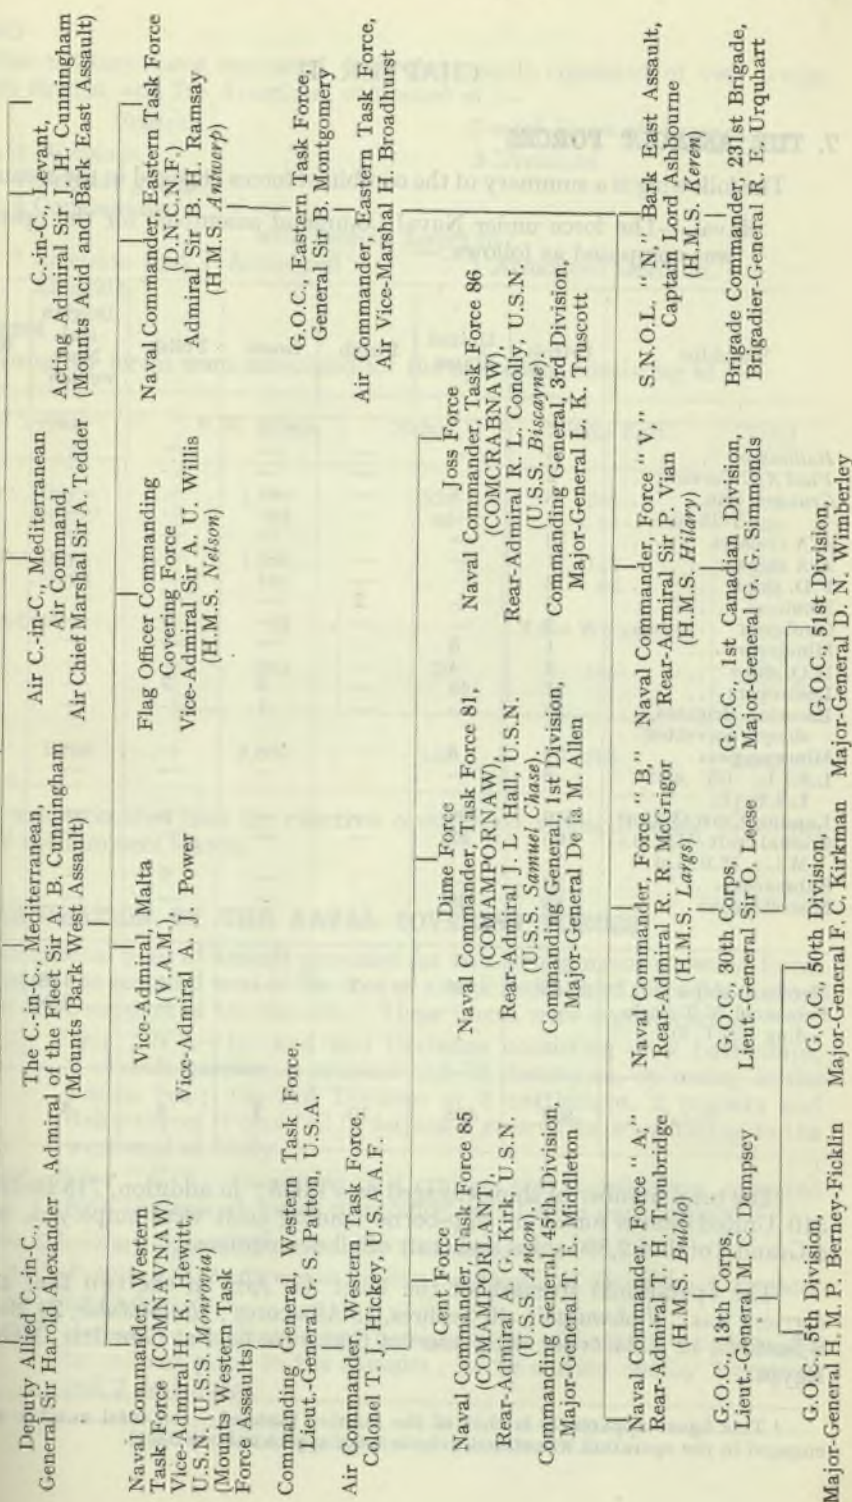 Deputy Allied C.-in-C.,
General Sir Harold Alexander
The C.-in-C., Mediterranean,
Admiral of the Fleet Sir A. B. Cunningham
(Mounts Bark West Assault)
Air C.-in-C., Mediterranean
Air Command,
Air Chief Marshal Sir A. Tedder
C.-in-C., Levant,
Acting Admiral Sir J. H. Cunningham
(Mounts Acid and Bark East Assault)
Naval Commander, Western
Task Force (COMNAVNAW)
Vice-Admiral H. K. Hewitt,
U.S.N. (U.S.S. Monrovia)
(Mounts Western Task
Force Assaults)
Vice-Admiral, Malta
(V.A.M.),
Vice-Admiral A. J. Power
Flag Officer Commanding
Covering Force
Vice-Admiral Sir A. U. Willis
(H.M.S. Nelson)
Naval Commander, Eastern Task Force
(D.N.C.N.F.)
Admiral Sir B. H. Ramsay
(H.M.S. Antwerp)
Commanding General, Western Task Force,
Lieut.-General G. S. Patton, U.S.A.
G.O.C., Eastern Task Force,
General Sir B. Montgomery
Air Commander, Western Task Force,
Colonel T. J. Hickey, U.S.A.A.F.
Air Commander, Eastern Task Force,
Air Vice-Marshal H. Broadhurst
Cent Force
Naval Commander, Task Force 85
(COMAMPORLANT),
Rear-Admiral A. G. Kirk, U.S.N.
(U.S.S. Ancon).
Commanding General, 45th Division,
Major-General T. E. Middleton
Dime Force
Naval Commander, Task Force 81,
(COMAMPORNAW),
Rear-Admiral J. L Hall, U.S.N.
(U.S.S. Samuel Chase).
Commanding General, 1st Division,
Major-General De la M. Allen
Joss Force
Naval Commander, Task Force 86
(COMCRABNAW),
Rear-Admiral R. L. Conolly, U.S.N.
(U.S.S. Biscayne).
Commanding General, 3rd Division,
Major-General L. K. Truscott
Naval Commander, Force "A,"
Rear-Admiral T. H. Troubridge
(H.M.S. Bulolo)
Naval Commander, Force "B,"
Rear-Admiral R. R. McGrigor
(H.M.S. Largs)
Naval Commander, Force "V,"
Rear-Admiral Sir P. Vian
(H.M.S. Hilary)
S.N.O.L. "N," Bark East Assault,
Captain Lord Ashbourne
(H.M.S. Keren)
G.O.C., 13th Corps,
Lieut.-General M. C. Dempsey
G.O.C., 30th Corps,
Lieut.-General Sir O. Leese
G.O.C., 1st Canadian Division,
Major-General G. G. Simmonds
Brigade Commander, 231st Brigade,
Brigadier-General R. E. Urquhart
G.O.C., 5th Division,
Major-General H. M. P. Berney-Ficklin
G.O.C., 50th Division,
Major-General F. C. Kirkman
G.O.C., 51st Division,
Major-General D. N. Wimberley